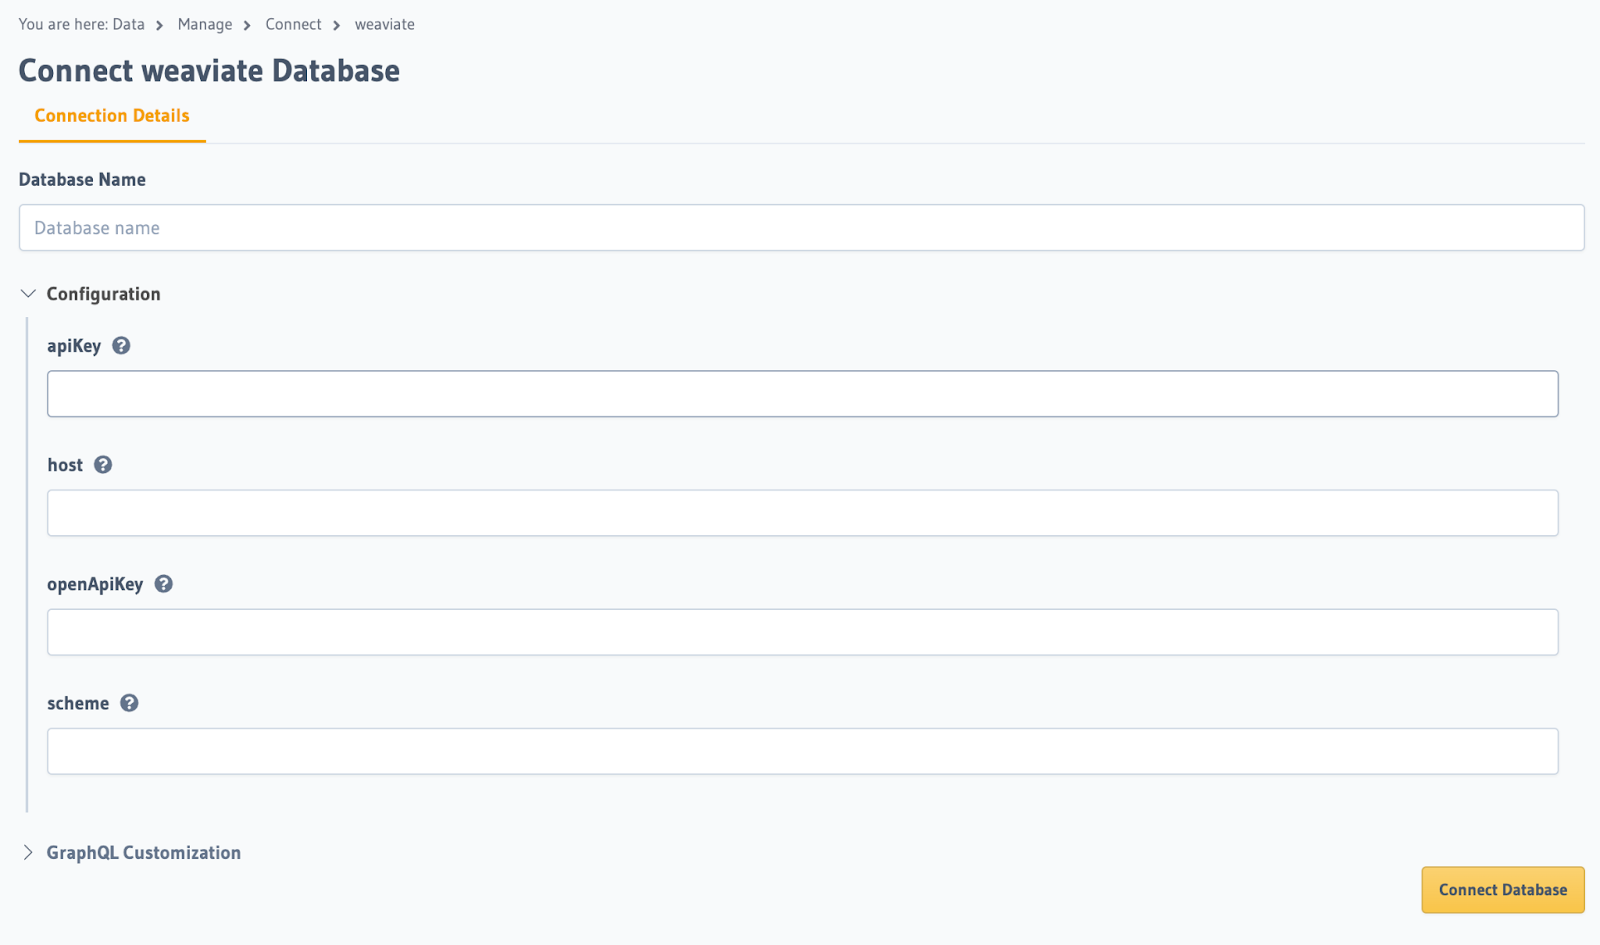 You are here: Data > Manage > Connect > weaviate
Connect weaviate Database
Connection Details
Database Name
Database name
Configuration
apiKey ?
host ?
openApiKey ?
scheme ?
GraphQL Customization
Connect Database